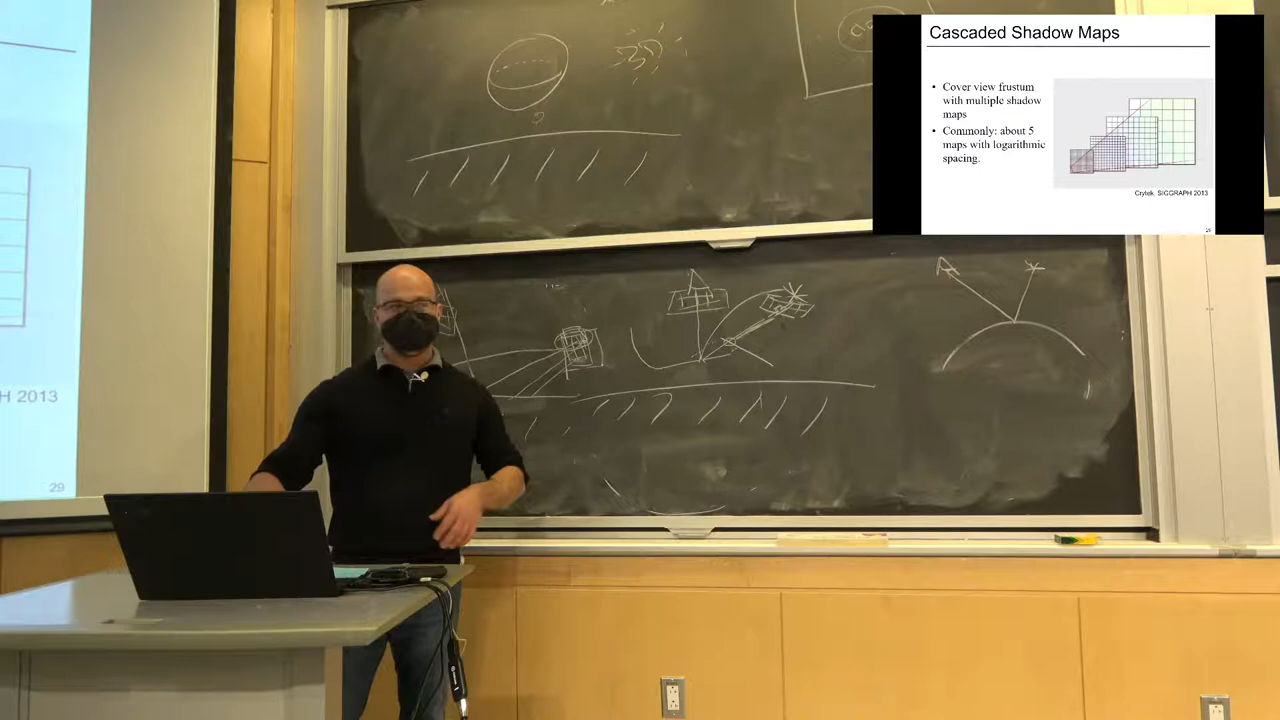 Cascaded Shadow Maps
• Cover view frustum
with multiple shadow
maps
• Commonly: about 5
maps with logarithmic
spacing.
Crytek, SIGGRAPH 2013
H 2013
29